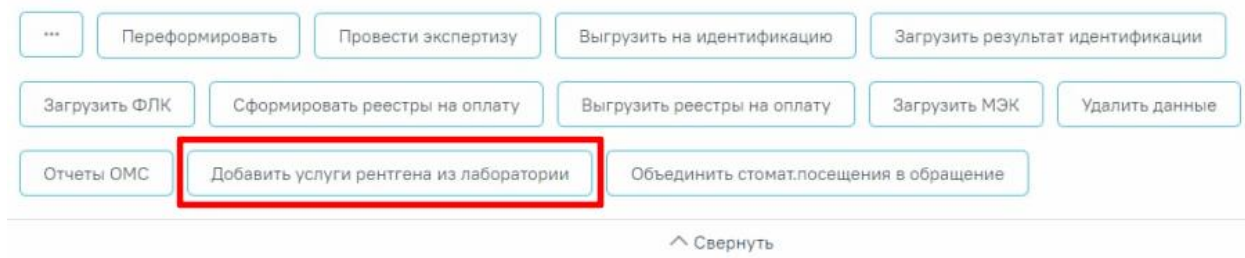 ... Переформировать Провести экспертизу Выгрузить на идентификацию Загрузить результат идентификации
Загрузить ФЛК Сформировать реестры на оплату Выгрузить реестры на оплату Загрузить МЭК Удалить данные
Отчеты ОМС Добавить услуги рентгена из лаборатории Объединить стомат.посещения в обращение
Свернуть